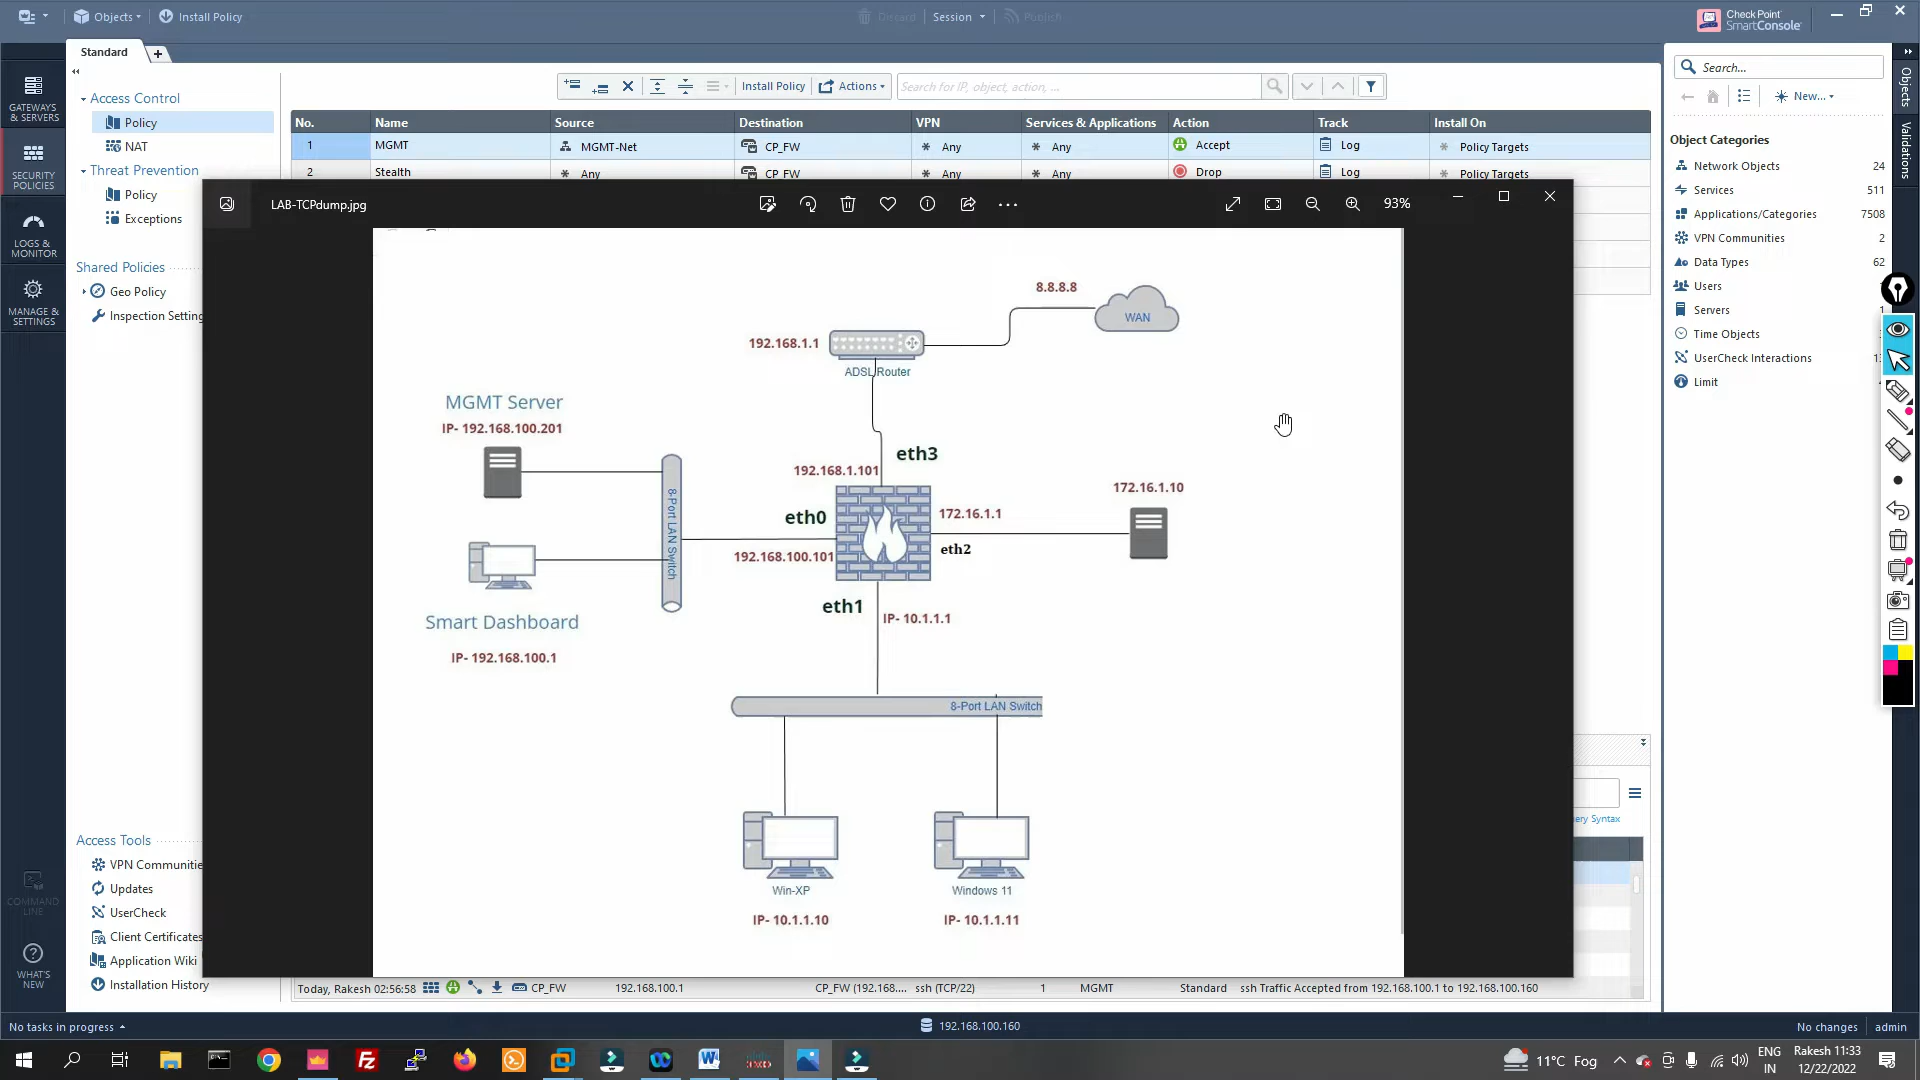 Objects
Install Policy
Discard
Session
Publish
Check Point
SmartConsole
Standard
GATEWAYS
& SERVERS
SECURITY
POLICIES
LOGS &
MONITOR
MANAGE &
SETTINGS
COMMAND
LINE
WHAT'S
NEW
Access Control
Policy
NAT
Threat Prevention
Policy
Exceptions
Shared Policies
Geo Policy
Inspection Setting
Access Tools
VPN Communitie
Updates
UserCheck
Client Certificates
Application Wiki
Installation History
Install Policy
Actions
Search for IP, object, action, ...
No. Name Source Destination VPN Services & Applications Action Track Install On
1 MGMT MGMT-Net CP_FW Any Any Accept Log Policy Targets
2 Stealth Any CP_FW Any Any Drop Log Policy Targets
LAB-TCPdump.jpg
93%
8.8.8.8
WAN
192.168.1.1
ADSL Router
MGMT Server
IP- 192.168.100.201
eth3
192.168.1.101
172.16.1.10
8-Port LAN Switch
eth0
172.16.1.1
eth2
192.168.100.101
eth1
IP- 10.1.1.1
Smart Dashboard
IP- 192.168.100.1
8-Port LAN Switch
Win-XP
Windows 11
IP- 10.1.1.10
IP- 10.1.1.11
ery Syntax
Today, Rakesh 02:56:58 CP_FW 192.168.100.1 CP_FW (192.168.... ssh (TCP/22) 1 MGMT Standard ssh Traffic Accepted from 192.168.100.1 to 192.168.100.160
Search...
New...
Object Categories
Network Objects 24
Services 511
Applications/Categories 7508
VPN Communities 2
Data Types 62
Users
Servers 1
Time Objects
UserCheck Interactions
Limit
Objects
Validations
No tasks in progress
192.168.100.160
No changes
admin
11°C Fog
ENG
IN
Rakesh 11:33
12/22/2022